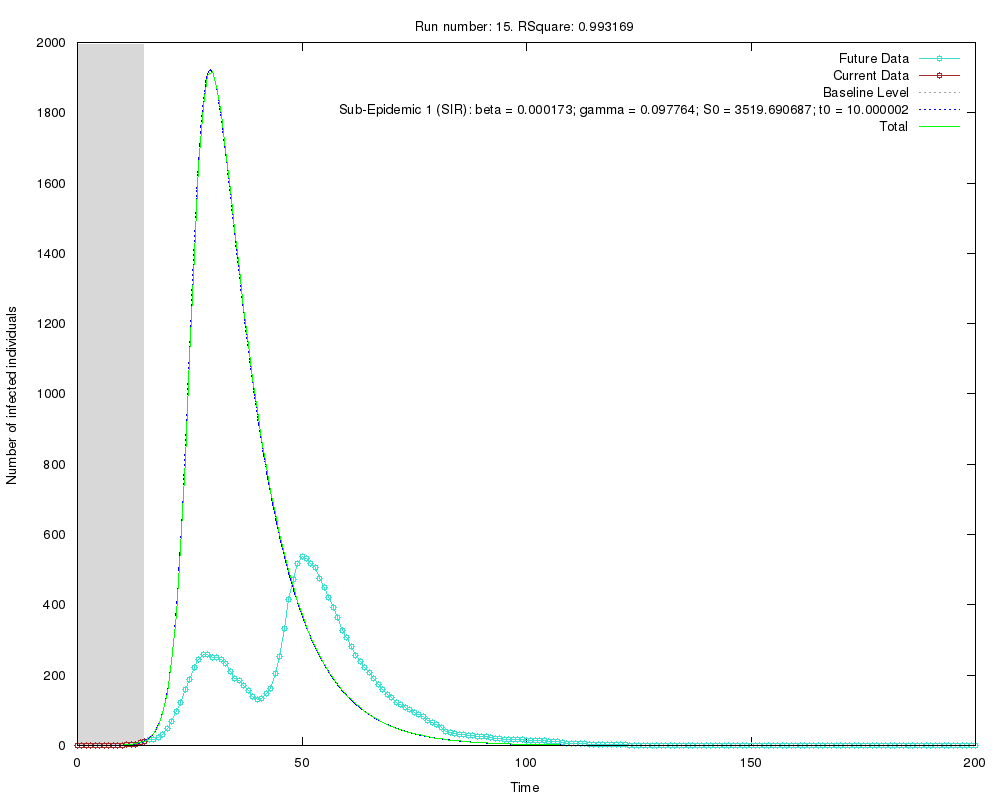 Run number: 15. RSquare: 0.993169
2000
1800
1600
1400
1200
1000
800
600
400
200
0
Number of infected individuals
Future Data
Current Data
Baseline Level
Sub-Epidemic 1 (SIR): beta = 0.000173; gamma = 0.097764; S0 = 3519.690687; t0 = 10.000002
Total
0 50 100 150 200
Time